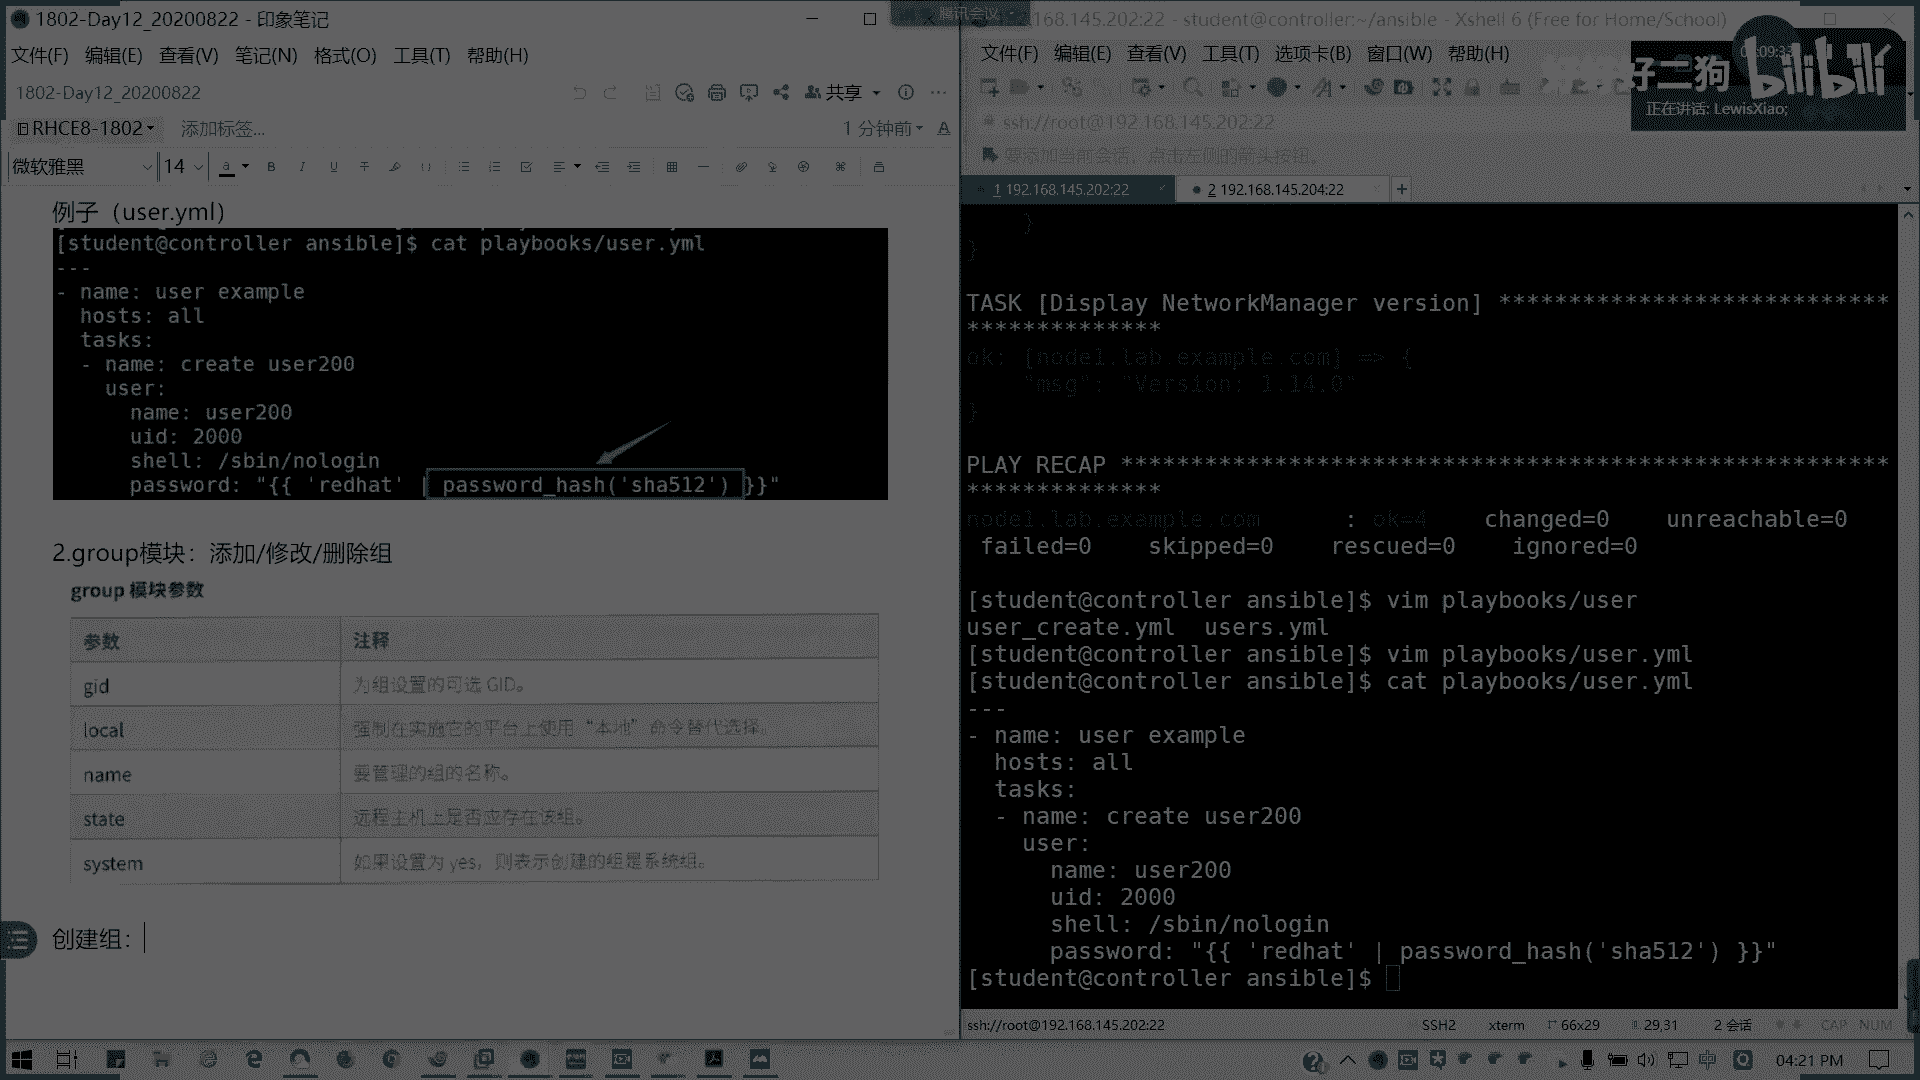 1802-Day12_20200822 - 印象笔记
文件(F) 编辑(E) 查看(V) 笔记(N) 格式(O) 工具(T) 帮助(H)
1802-Day12_20200822
共享
RHCE8-1802 添加标签...
1 分钟前
微软雅黑 14
例子（user.yml）
[student@controller ansible]$ cat playbooks/user.yml
---
- name: user example
hosts: all
tasks:
- name: create user200
user:
name: user200
uid: 2000
shell: /sbin/nologin
password: "{{ 'redhat' | password_hash('sha512') }}"
2.group模块：添加/修改/删除组
group 模块参数
参数 注释
gid 为组设置的可选 GID。
local 强制在实施它的平台上使用“本地”命令替代选择。
name 要管理的组的名称。
state 远程主机上是否应存在该组。
system 如果设置为 yes，则表示创建的组是系统组。
创建组：
腾讯会议
168.145.202:22 - student@controller:~/ansible - Xshell 6 (Free for Home/School)
文件(F) 编辑(E) 查看(V) 工具(T) 选项卡(B) 窗口(W) 帮助(H)
好二狗 bilibili
正在讲话: LewisXiao;
ssh://root@192.168.145.202:22
要添加当前会话，点击左侧的箭头按钮。
1 192.168.145.202:22
2 192.168.145.204:22
}
}
TASK [Display NetworkManager version] ****************************
**************
ok: [node1.lab.example.com] => {
"msg": "Version: 1.14.0"
}
PLAY RECAP *******************************************************
**************
node1.lab.example.com : ok=4 changed=0 unreachable=0
failed=0 skipped=0 rescued=0 ignored=0
[student@controller ansible]$ vim playbooks/user
user_create.yml users.yml
[student@controller ansible]$ vim playbooks/user.yml
[student@controller ansible]$ cat playbooks/user.yml
---
- name: user example
hosts: all
tasks:
- name: create user200
user:
name: user200
uid: 2000
shell: /sbin/nologin
password: "{{ 'redhat' | password_hash('sha512') }}"
[student@controller ansible]$
ssh://root@192.168.145.202:22 SSH2 xterm 66x29 29,31 2 会话 CAP NUM
中
04:21 PM